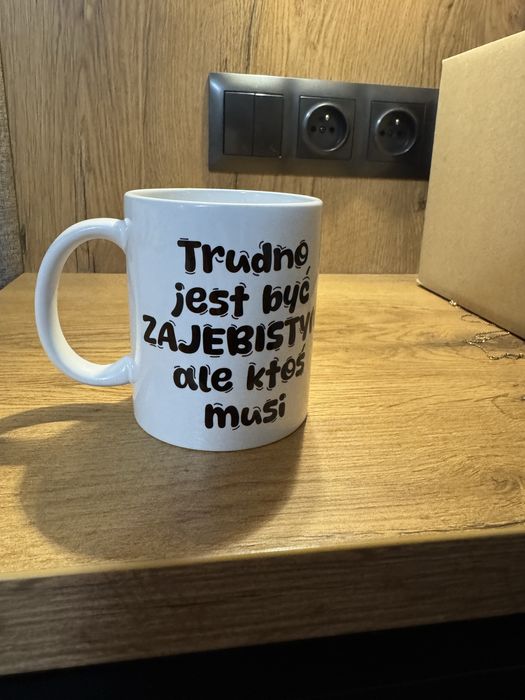 Trudno
jest być
ZAJEBISTY
ale ktoś
musi